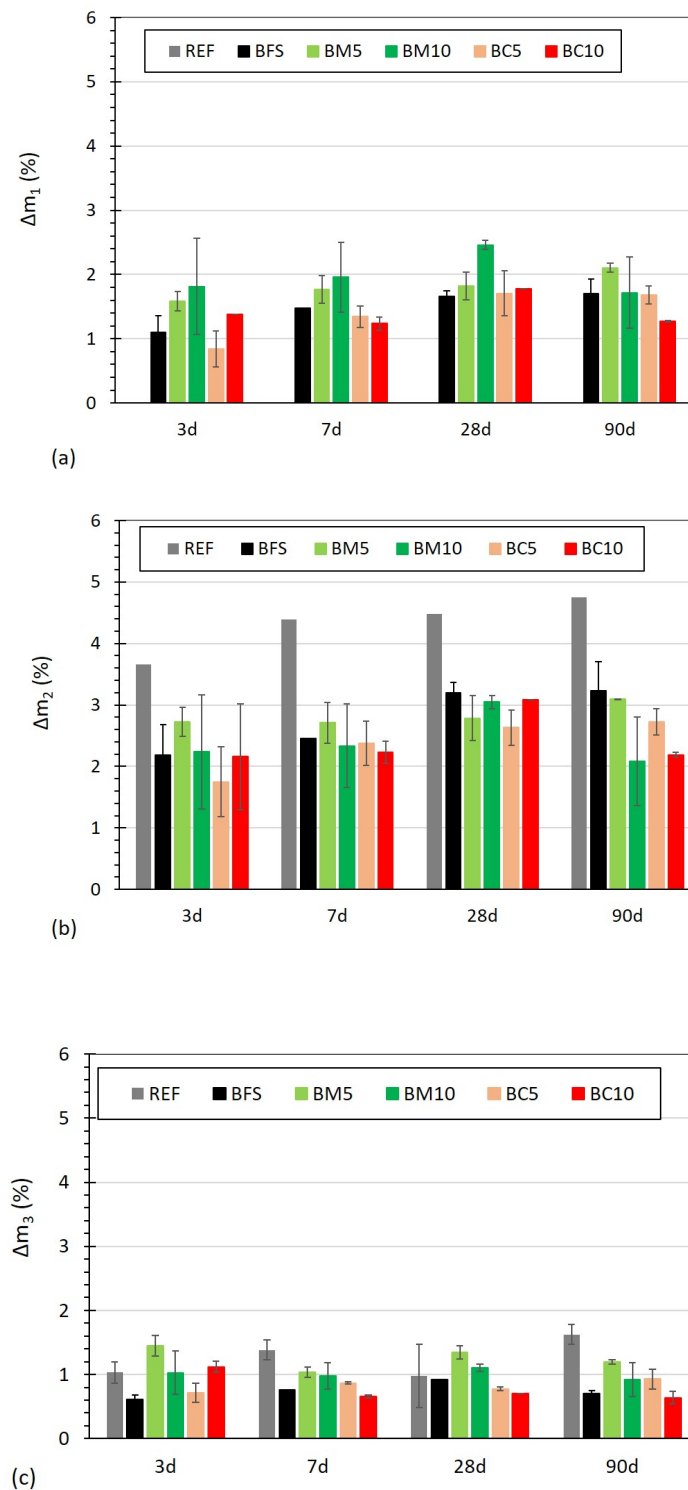 6
REF BFS BM5 BM10 BC5 BC10
5
4
Δm₁ (%)
3
2
1
0
3d 7d 28d 90d
(a)
6
REF BFS BM5 BM10 BC5 BC10
5
4
Δm₂ (%)
3
2
1
0
3d 7d 28d 90d
(b)
6
REF BFS BM5 BM10 BC5 BC10
5
4
Δm₃ (%)
3
2
1
0
3d 7d 28d 90d
(c)